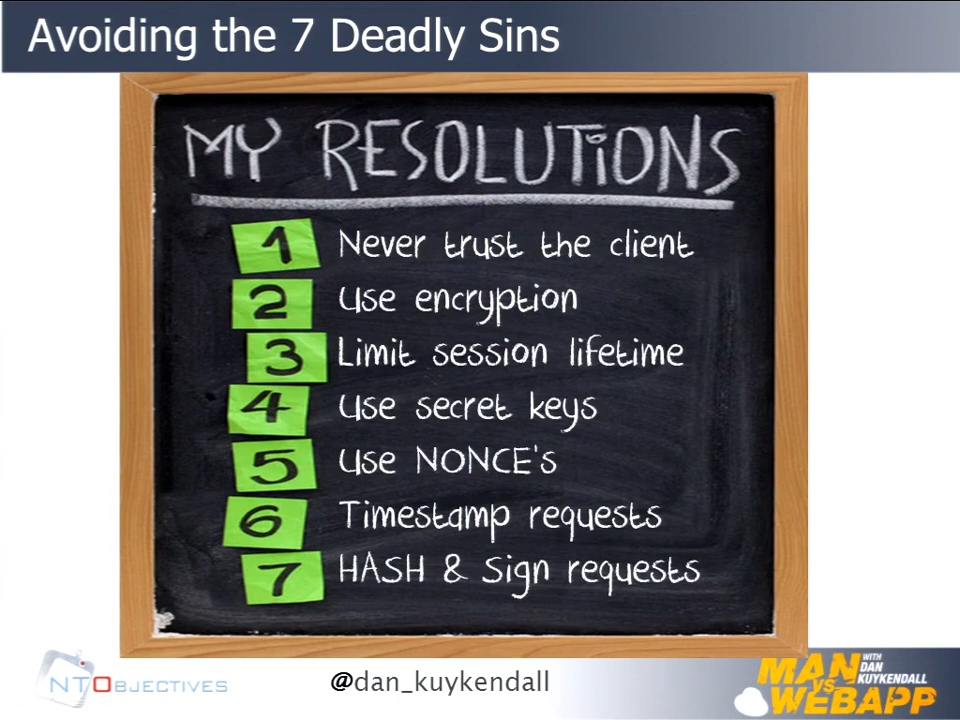 Avoiding the 7 Deadly Sins
MY RESOLUTiONS
1 Never trust the client
2 Use encryption
3 Limit session lifetime
4 Use secret keys
5 Use NONCE's
6 Timestamp requests
7 HASH & Sign requests
NTOBJECTIVES
@dan_kuykendall
MAN VS WEBAPP
WITH DAN KUYKENDALL